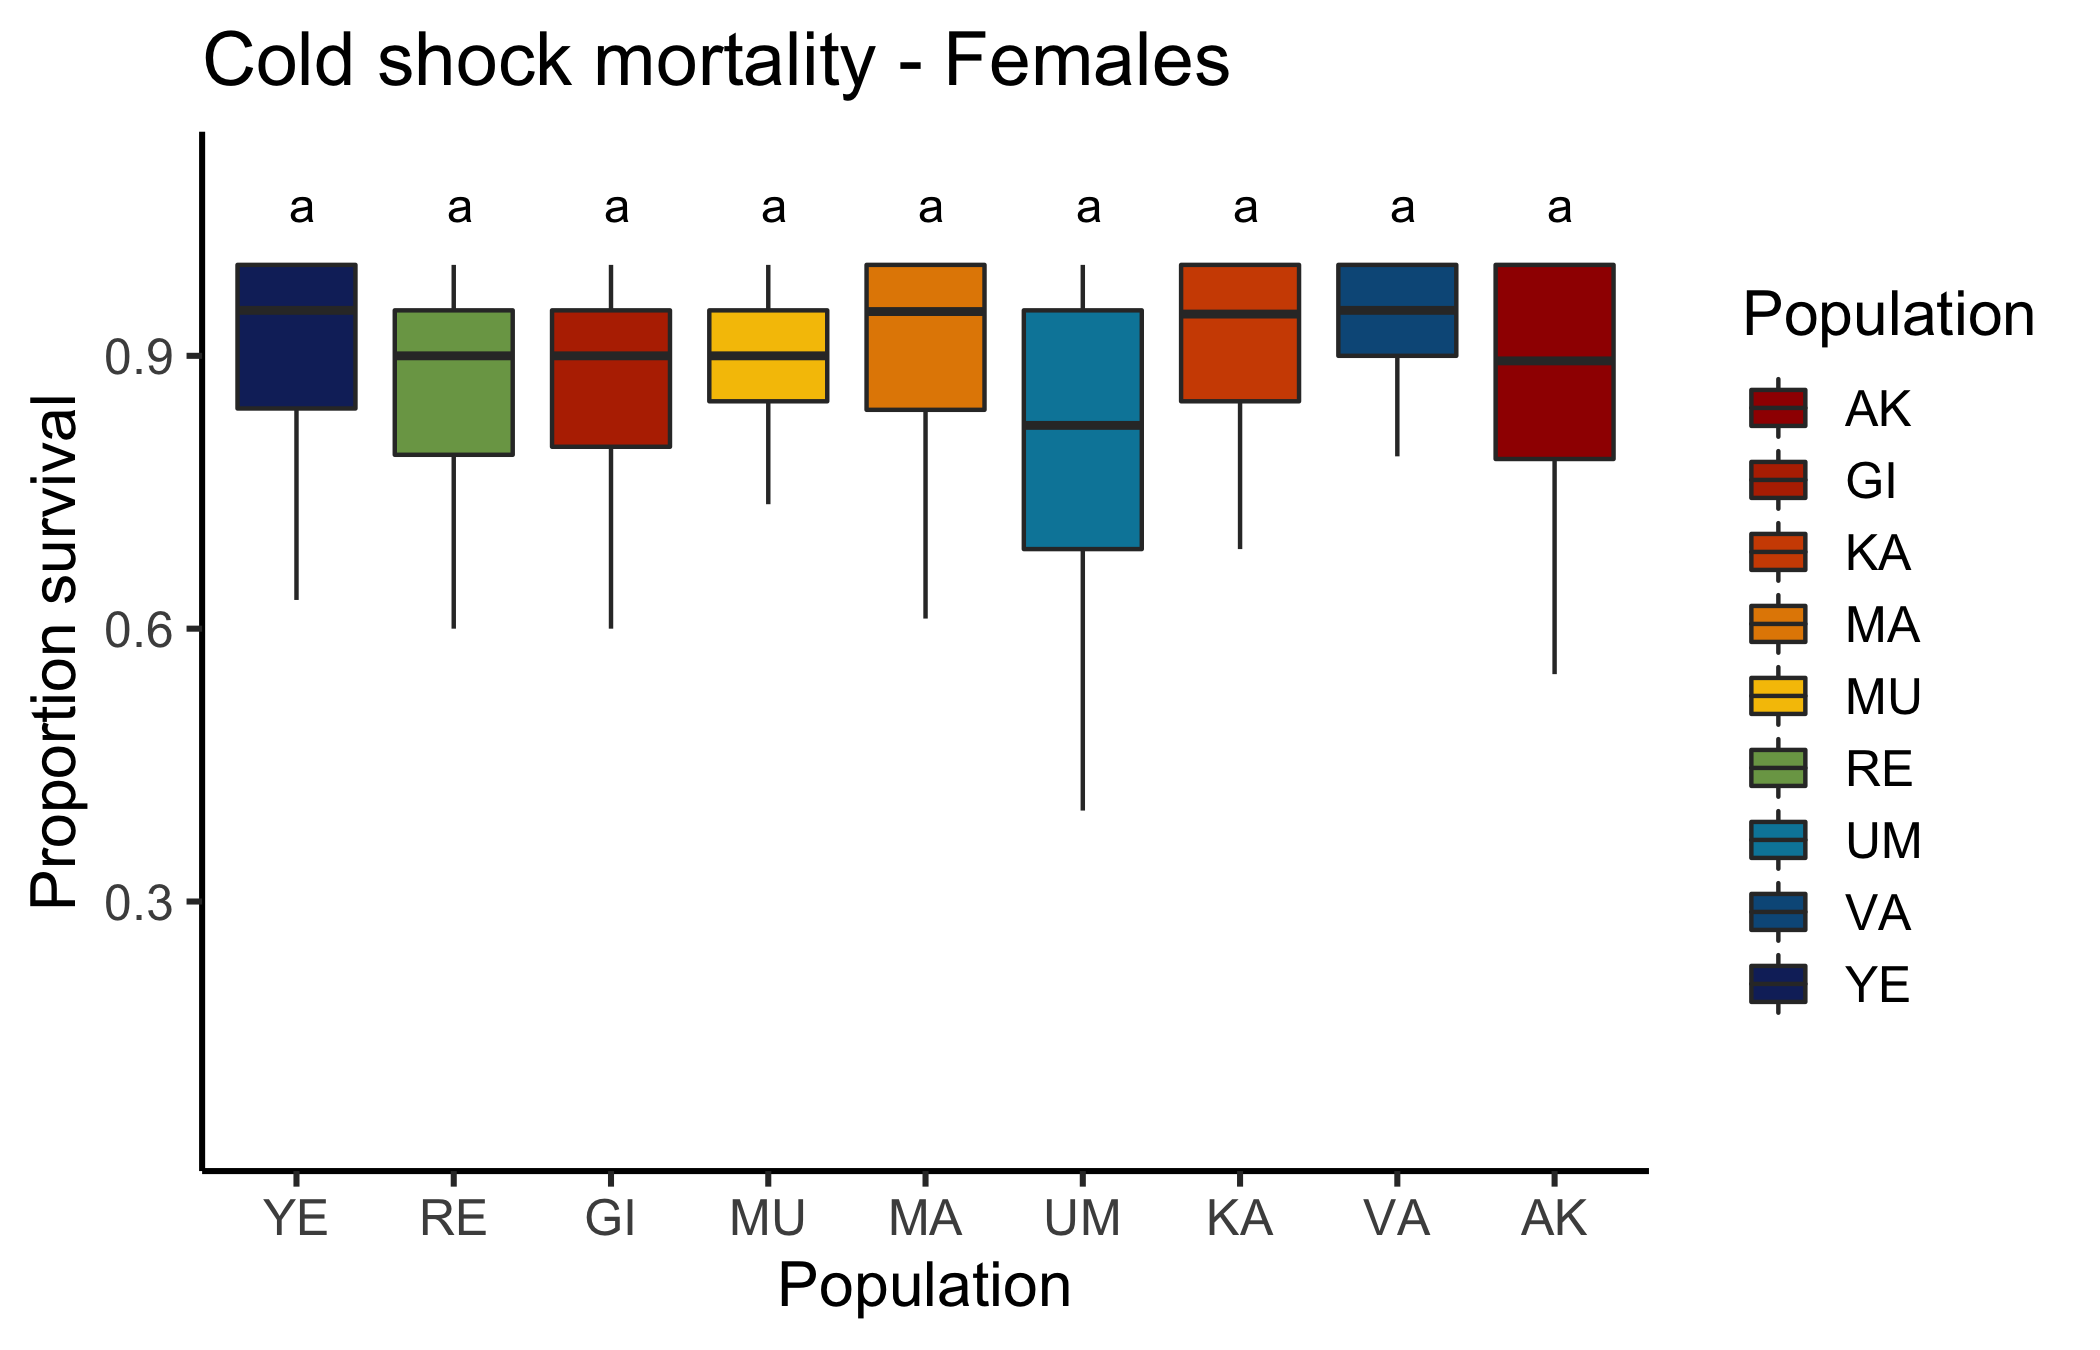 Cold shock mortality - Females
a a a a a a a a a
Proportion survival
0.9
0.6
0.3
YE RE GI MU MA UM KA VA AK
Population
Population
AK
GI
KA
MA
MU
RE
UM
VA
YE